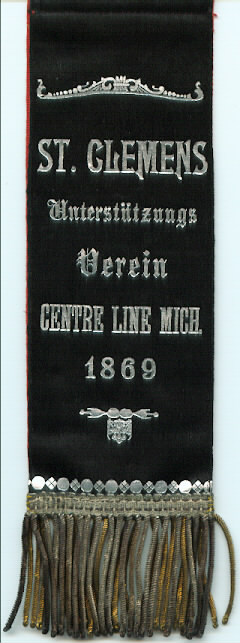 ST. CLEMENS
Unterstützungs
Verein
CENTRE LINE MICH.
1869